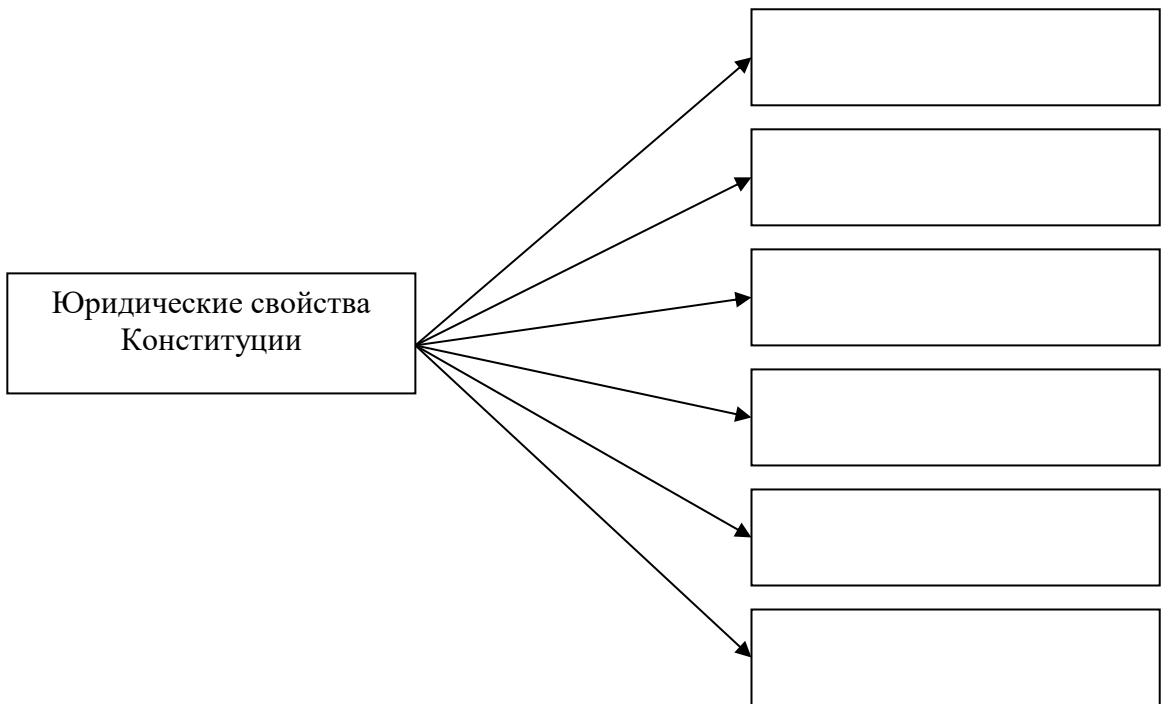 Юридические свойства
Конституции